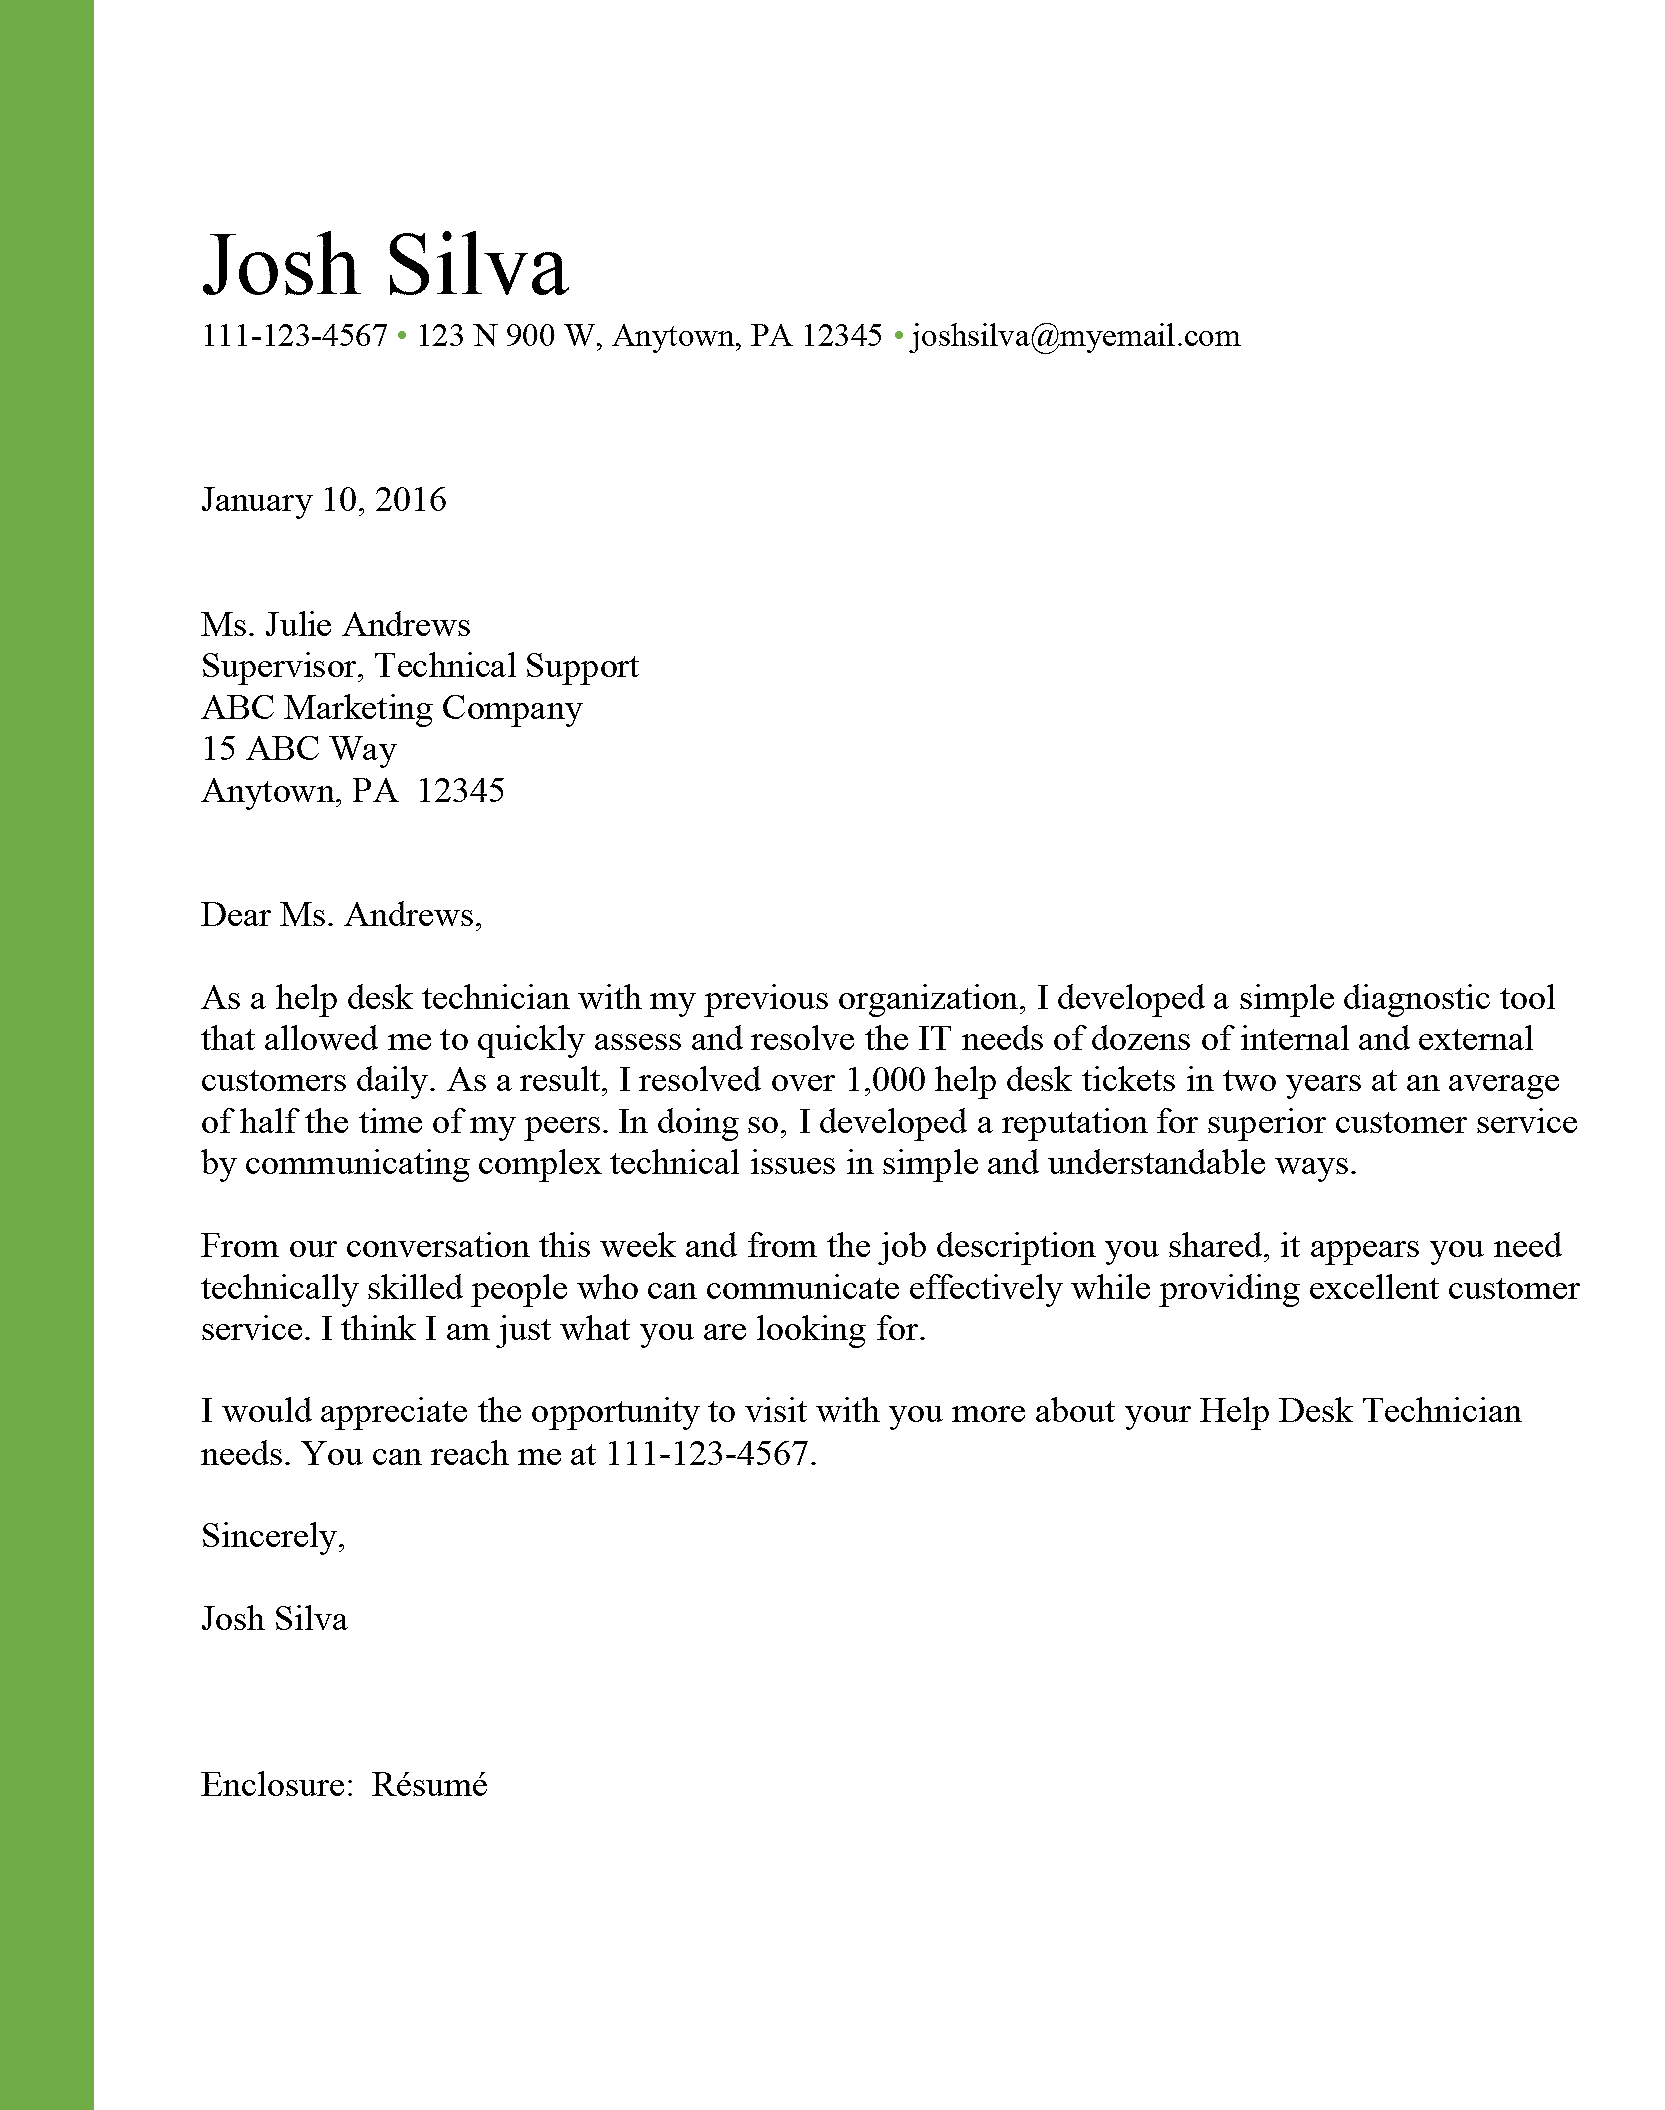 Josh Silva
111-123-4567 • 123 N 900 W, Anytown, PA 12345 • joshsilva@myemail.com
January 10, 2016
Ms. Julie Andrews
Supervisor, Technical Support
ABC Marketing Company
15 ABC Way
Anytown, PA  12345
Dear Ms. Andrews,
As a help desk technician with my previous organization, I developed a simple diagnostic tool
that allowed me to quickly assess and resolve the IT needs of dozens of internal and external
customers daily. As a result, I resolved over 1,000 help desk tickets in two years at an average
of half the time of my peers. In doing so, I developed a reputation for superior customer service
by communicating complex technical issues in simple and understandable ways.
From our conversation this week and from the job description you shared, it appears you need
technically skilled people who can communicate effectively while providing excellent customer
service. I think I am just what you are looking for.
I would appreciate the opportunity to visit with you more about your Help Desk Technician
needs. You can reach me at 111-123-4567.
Sincerely,
Josh Silva
Enclosure:  Résumé